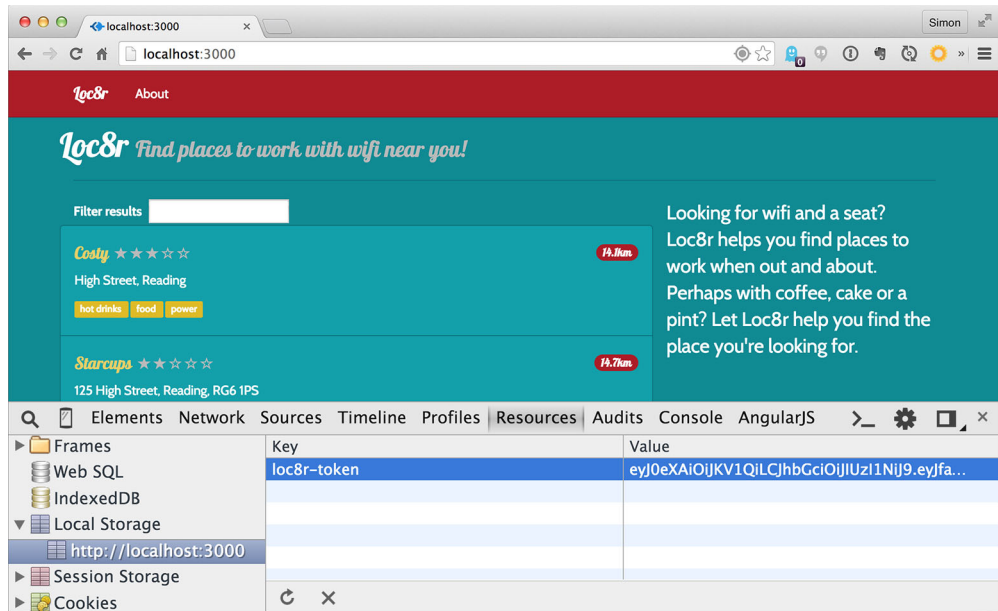 localhost:3000 ×
Simon
localhost:3000
0
»
Loc8r About
Loc8r Find places to work with wifi near you!
Filter results
Costy ★★★☆☆ 14.1km
High Street, Reading
hot drinks food power
Starcups ★★☆☆☆ 14.7km
125 High Street, Reading, RG6 1PS
Looking for wifi and a seat?
Loc8r helps you find places to
work when out and about.
Perhaps with coffee, cake or a
pint? Let Loc8r help you find the
place you're looking for.
Elements Network Sources Timeline Profiles Resources Audits Console AngularJS
Frames
Web SQL
IndexedDB
Local Storage
http://localhost:3000
Session Storage
Cookies
Key Value
loc8r-token eyJ0eXAiOiJKV1QiLCJhbGciOiJIUzI1NiJ9.eyJfa...